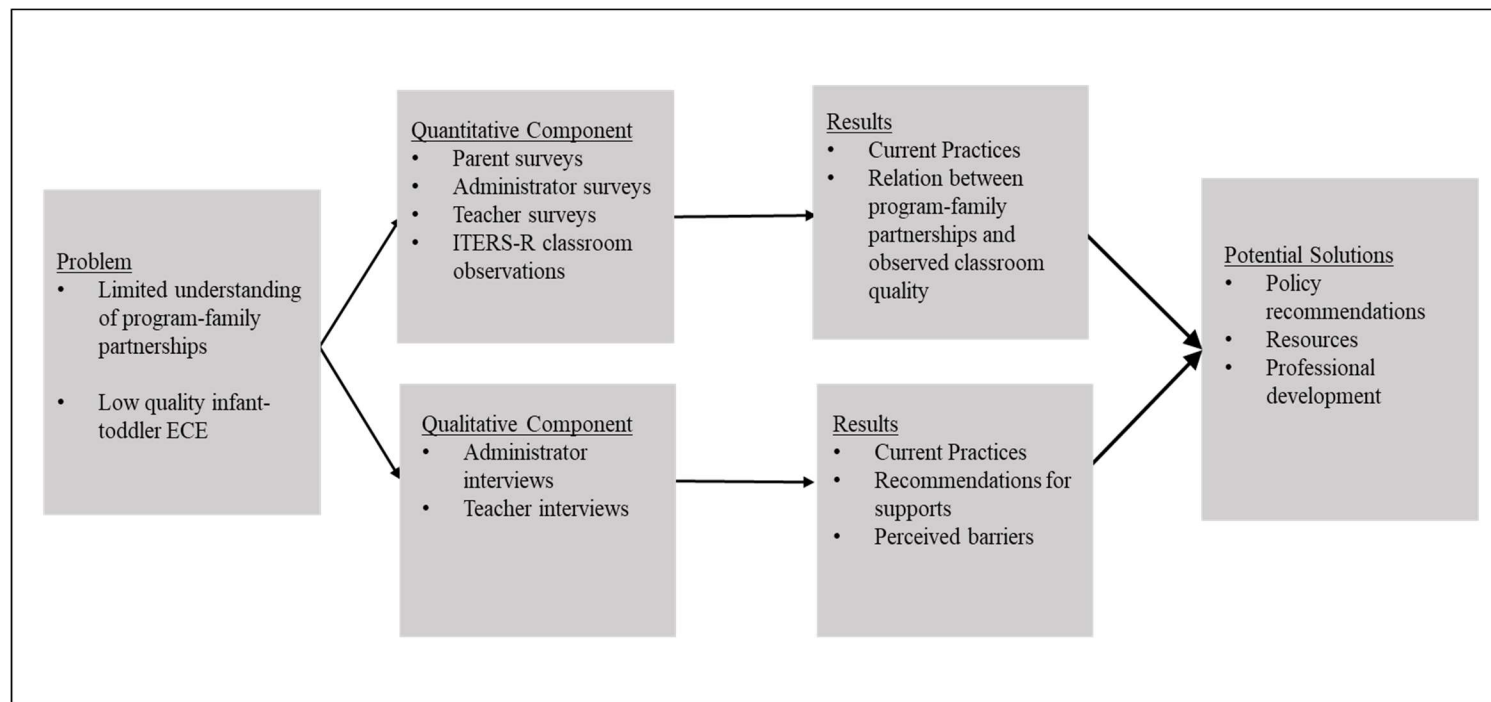 Problem
• Limited understanding
of program-family
partnerships
• Low quality infant-
toddler ECE
Quantitative Component
• Parent surveys
• Administrator surveys
• Teacher surveys
• ITERS-R classroom
observations
Qualitative Component
• Administrator
interviews
• Teacher interviews
Results
• Current Practices
• Relation between
program-family
partnerships and
observed classroom
quality
Results
• Current Practices
• Recommendations for
supports
• Perceived barriers
Potential Solutions
• Policy
recommendations
• Resources
• Professional
development